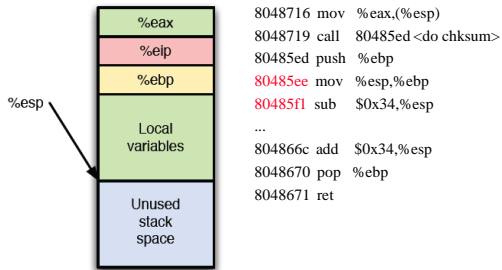 %eax
%eip
%ebp
%esp
Local
variables
Unused
stack
space
8048716 mov %eax,(%esp)
8048719 call 80485ed <do chksum>
80485ed push %ebp
80485ee mov %esp,%ebp
80485f1 sub $0x34,%esp
...
804866c add $0x34,%esp
8048670 pop %ebp
8048671 ret